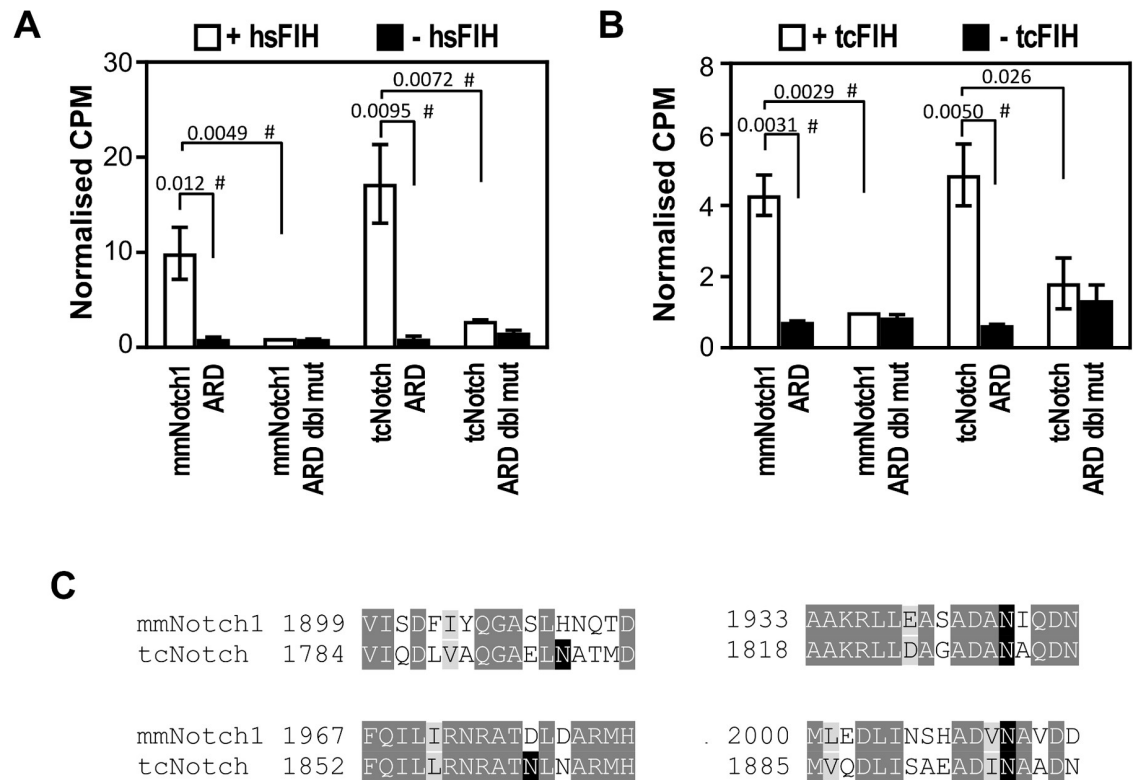 A
+ hsFIH - hsFIH
Normalised CPM
30
20
10
0
0.012 #
0.0049 #
0.0095 #
0.0072 #
mmNotch1
ARD
mmNotch1
ARD dbl mut
tcNotch
ARD
tcNotch
ARD dbl mut
B
+ tcFIH - tcFIH
Normalised CPM
8
6
4
2
0
0.0031 #
0.0029 #
0.0050 #
0.026
mmNotch1
ARD
mmNotch1
ARD dbl mut
tcNotch
ARD
tcNotch
ARD dbl mut
C
mmNotch1 1899 VISDFIYQGASLHNQTD
tcNotch 1784 VIQDLVAQGAELNATMD
1933 AAKRLLEASADANIQDN
1818 AAKRLLDAGADANAQDN
mmNotch1 1967 FQILIRNRATDLDARMH
tcNotch 1852 FQILLRNRATNLNARMH
2000 MLEDLINSHADVNAVDD
1885 MVQDLISAEADINAADN